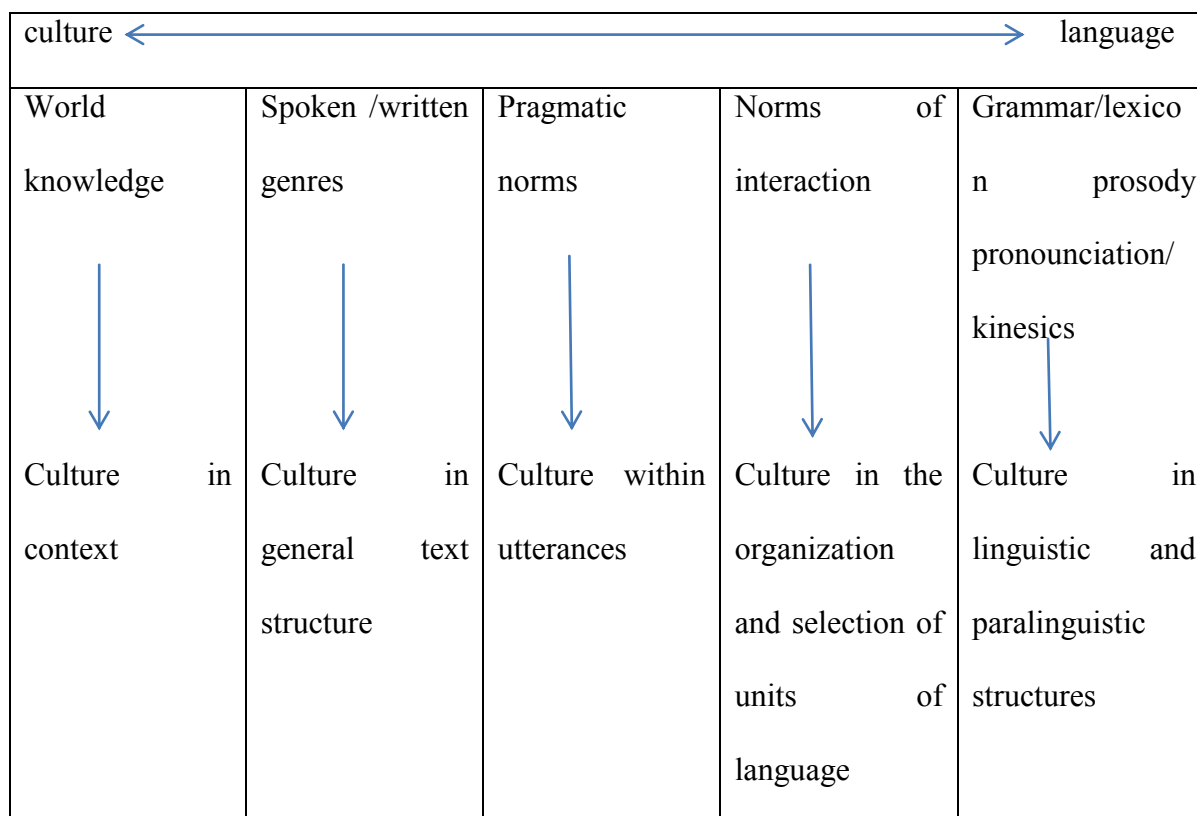 culture language
World
knowledge
Culture in
context
Spoken /written
genres
Culture in
general text
structure
Pragmatic
norms
Culture within
utterances
Norms of
interaction
Culture in the
organization
and selection of
units of
language
Grammar/lexico
n prosody
pronounciation/
kinesics
Culture in
linguistic and
paralinguistic
structures